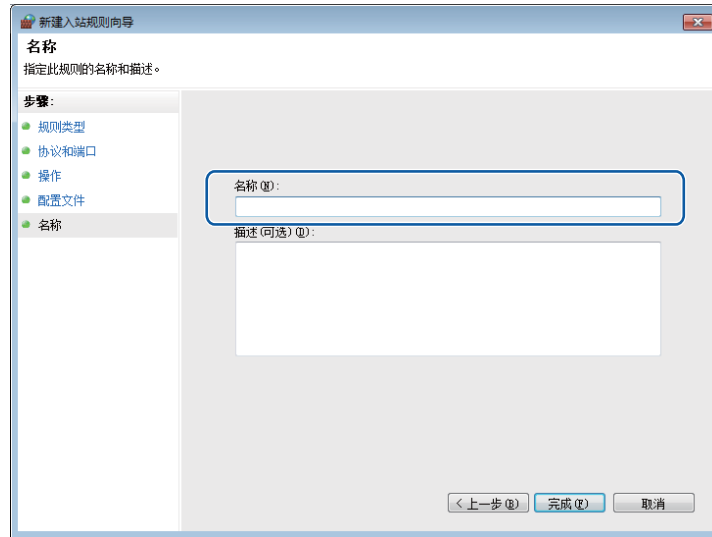 新建入站规则向导
名称
指定此规则的名称和描述。
步骤:
规则类型
协议和端口
操作
配置文件
名称
名称(N):
描述(可选)(D):
<上一步(B) 完成(F) 取消